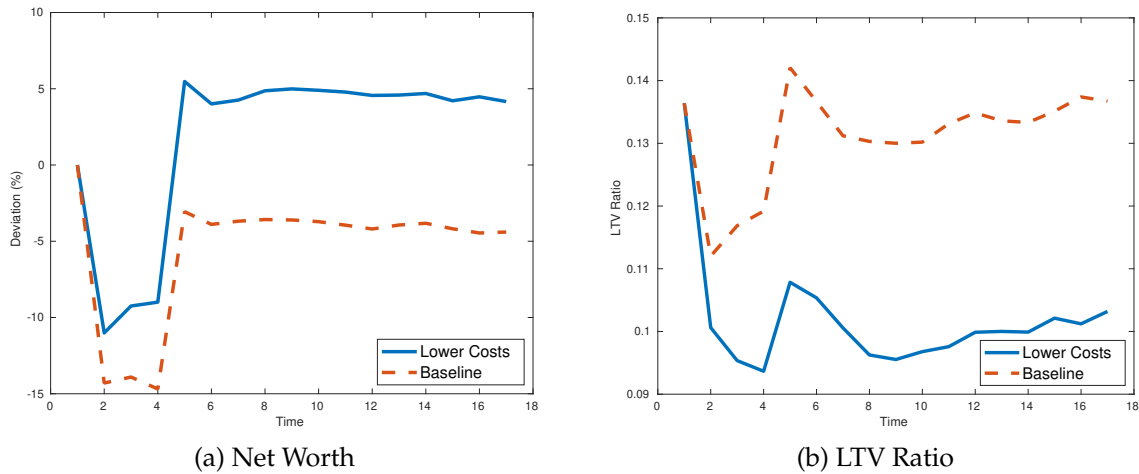 10
5
0
-5
-10
-15
Deviation (%)
0 2 4 6 8 10 12 14 16 18
Time
Lower Costs
Baseline
(a) Net Worth
0.15
0.14
0.13
0.12
0.11
0.1
0.09
LTV Ratio
0 2 4 6 8 10 12 14 16 18
Time
Lower Costs
Baseline
(b) LTV Ratio